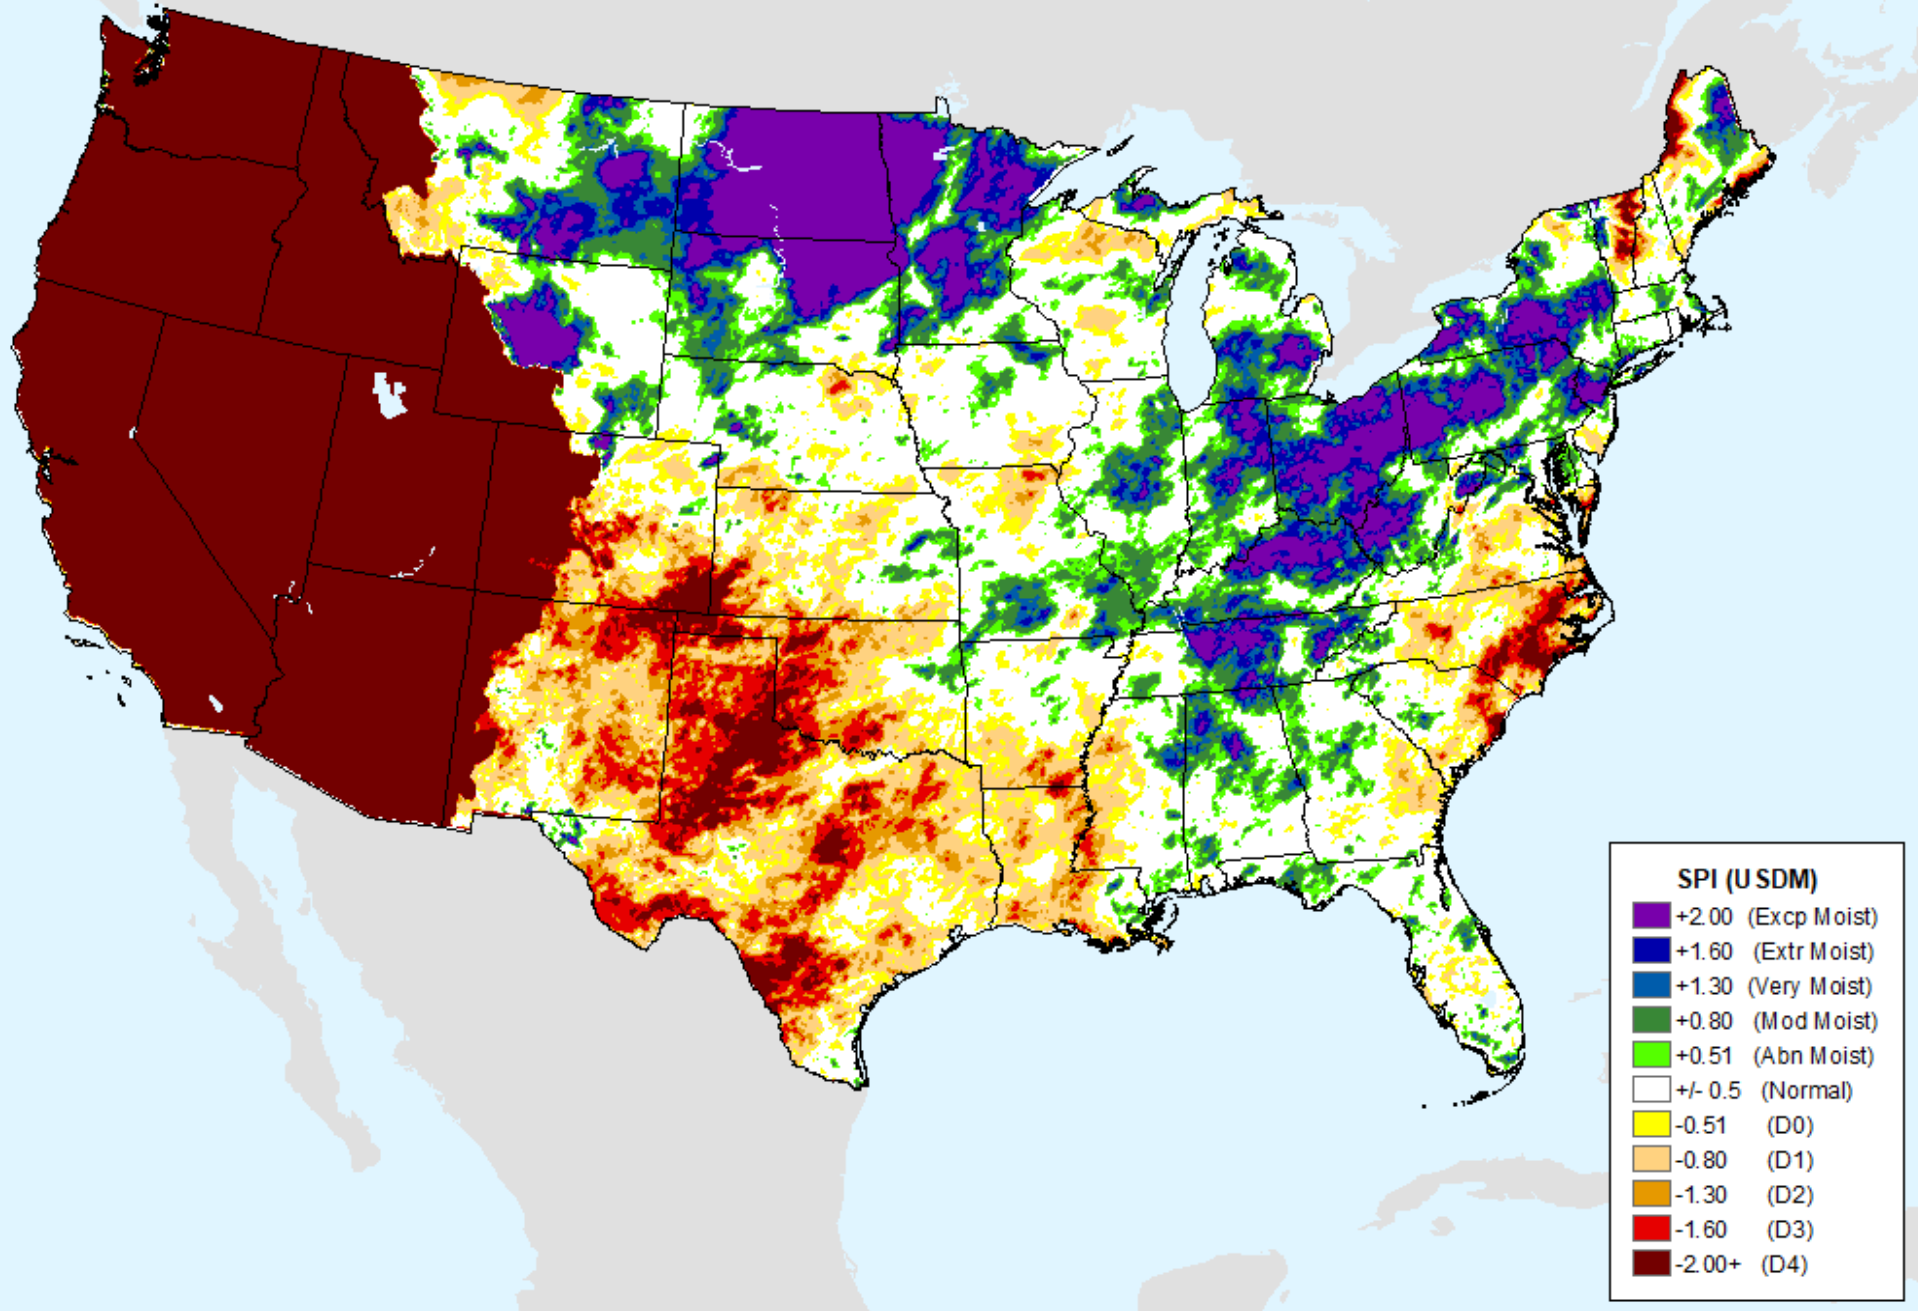 SPI (USDM)
+2.00 (Excp Moist)
+1.60 (Extr Moist)
+1.30 (Very Moist)
+0.80 (Mod Moist)
+0.51 (Abn Moist)
+/- 0.5 (Normal)
-0.51 (D0)
-0.80 (D1)
-1.30 (D2)
-1.60 (D3)
-2.00+ (D4)